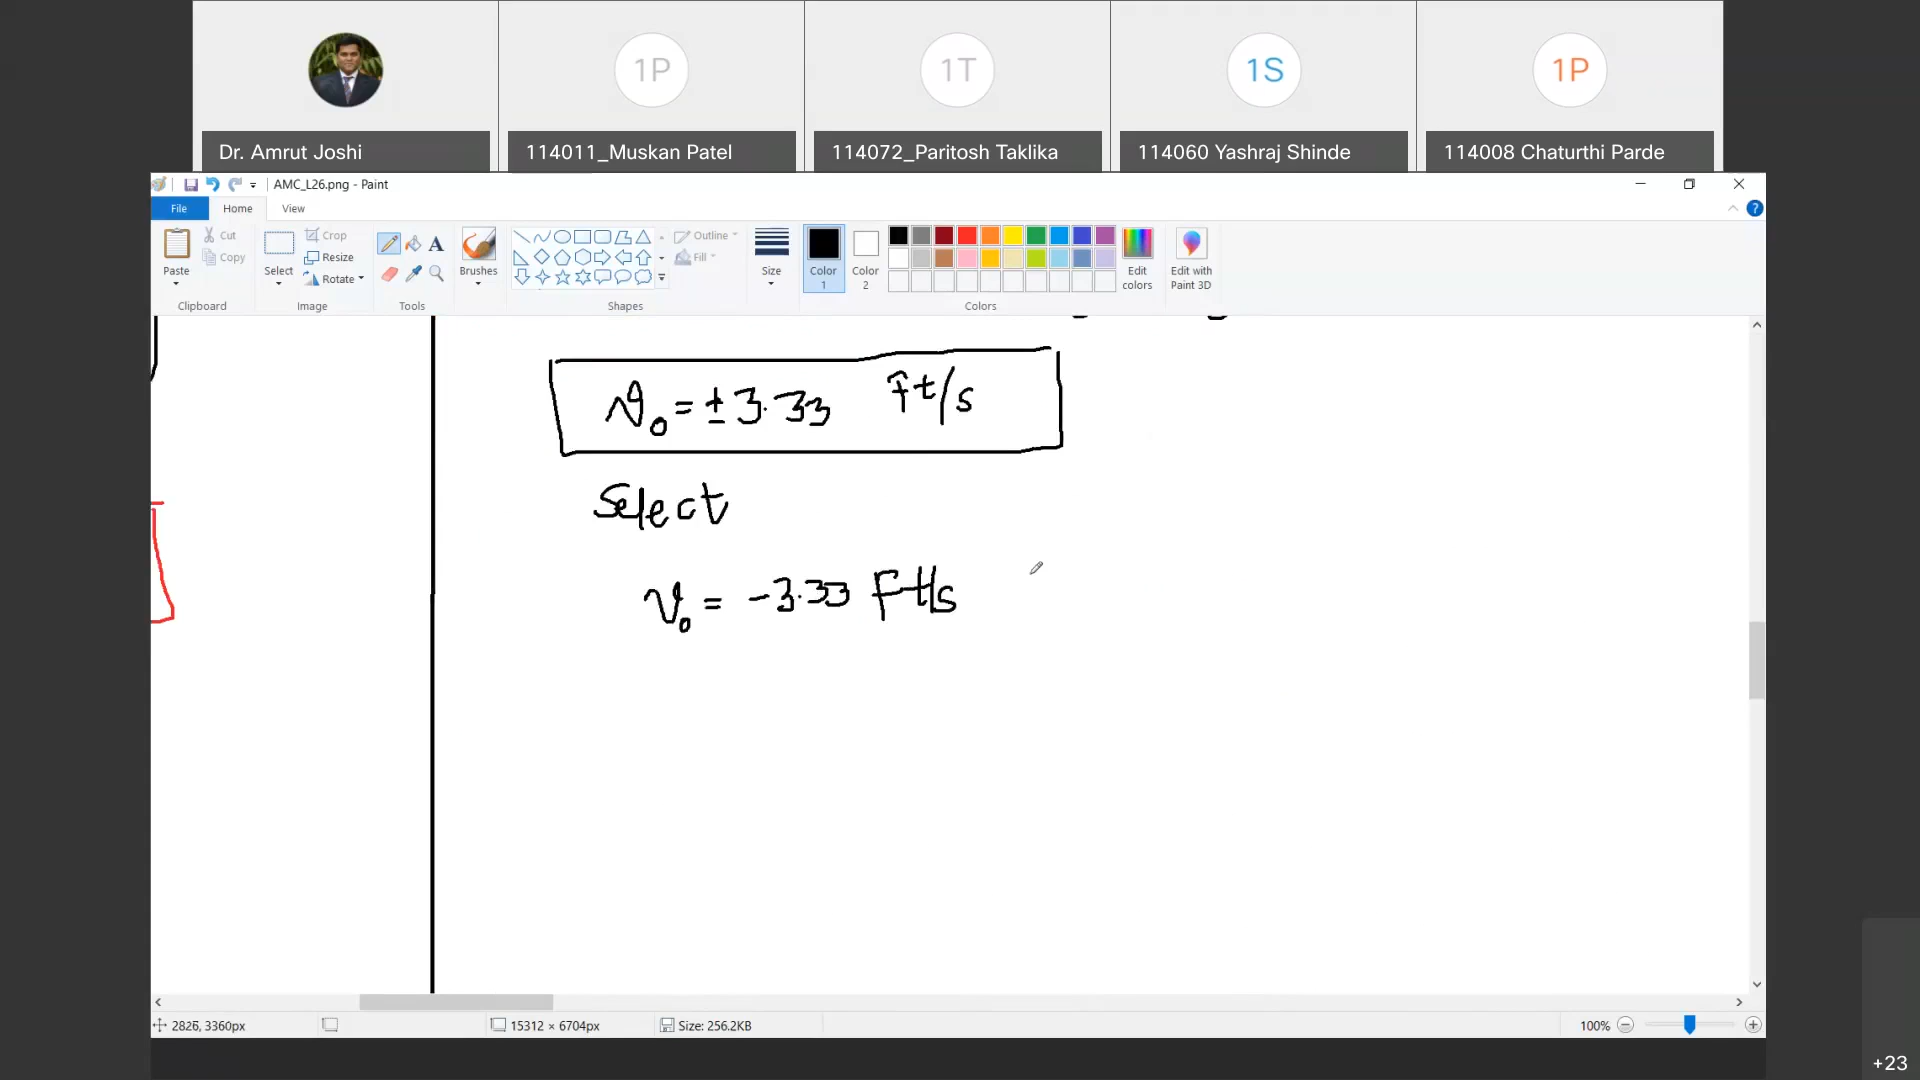 1P
1T
1S
1P
Dr. Amrut Joshi
114011_Muskan Patel
114072_Paritosh Taklika
114060 Yashraj Shinde
114008 Chaturthi Parde
AMC_L26.png - Paint
File
Home
View
Paste
Cut
Copy
Clipboard
Select
Crop
Resize
Rotate
Image
Tools
Brushes
Shapes
Outline
Fill
Size
Color 1
Color 2
Edit colors
Edit with Paint 3D
Colors
v₀ = ±3.33 Ft/s
Select
v₀ = -3.33 Ft/s
2826, 3360px
15312 × 6704px
Size: 256.2KB
100%
+23